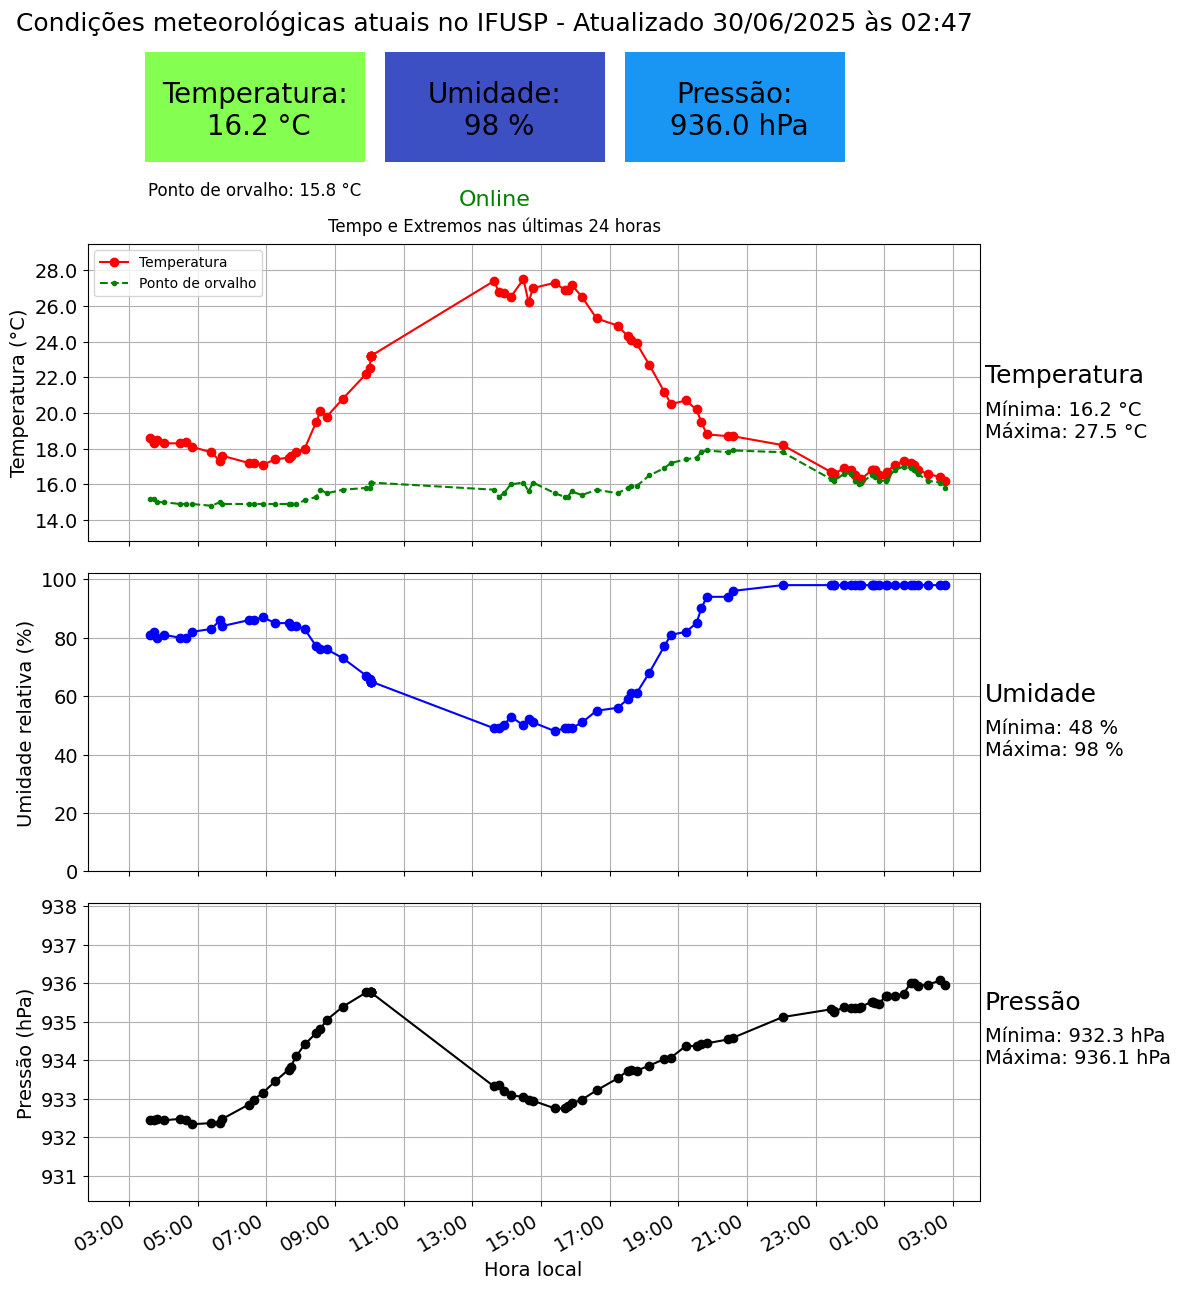 Condições meteorológicas atuais no IFUSP - Atualizado 30/06/2025 às 02:47
Temperatura:
16.2 °C
Umidade:
98 %
Pressão:
936.0 hPa
Ponto de orvalho: 15.8 °C
Online
Tempo e Extremos nas últimas 24 horas
Temperatura
Ponto de orvalho
Temperatura (°C)
28.0
26.0
24.0
22.0
20.0
18.0
16.0
14.0
Temperatura
Mínima: 16.2 °C
Máxima: 27.5 °C
Umidade relativa (%)
100
80
60
40
20
0
Umidade
Mínima: 48 %
Máxima: 98 %
Pressão (hPa)
938
937
936
935
934
933
932
931
Pressão
Mínima: 932.3 hPa
Máxima: 936.1 hPa
03:00 05:00 07:00 09:00 11:00 13:00 15:00 17:00 19:00 21:00 23:00 01:00 03:00
Hora local